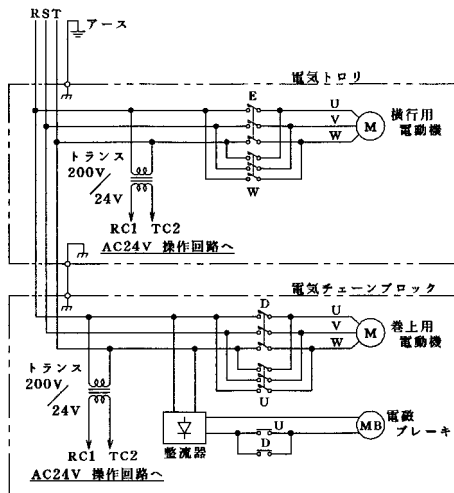 R S T
アース
電気トロリ
E
U
V
W
M
横行用
電動機
トランス
200V
24V
W
RC1 TC2
AC24V 操作回路へ
電気チェーンブロック
D
U
V
W
M
巻上用
電動機
トランス
200V
24V
U
整流器
U
D
MB
電磁
ブレーキ
RC1 TC2
AC24V 操作回路へ